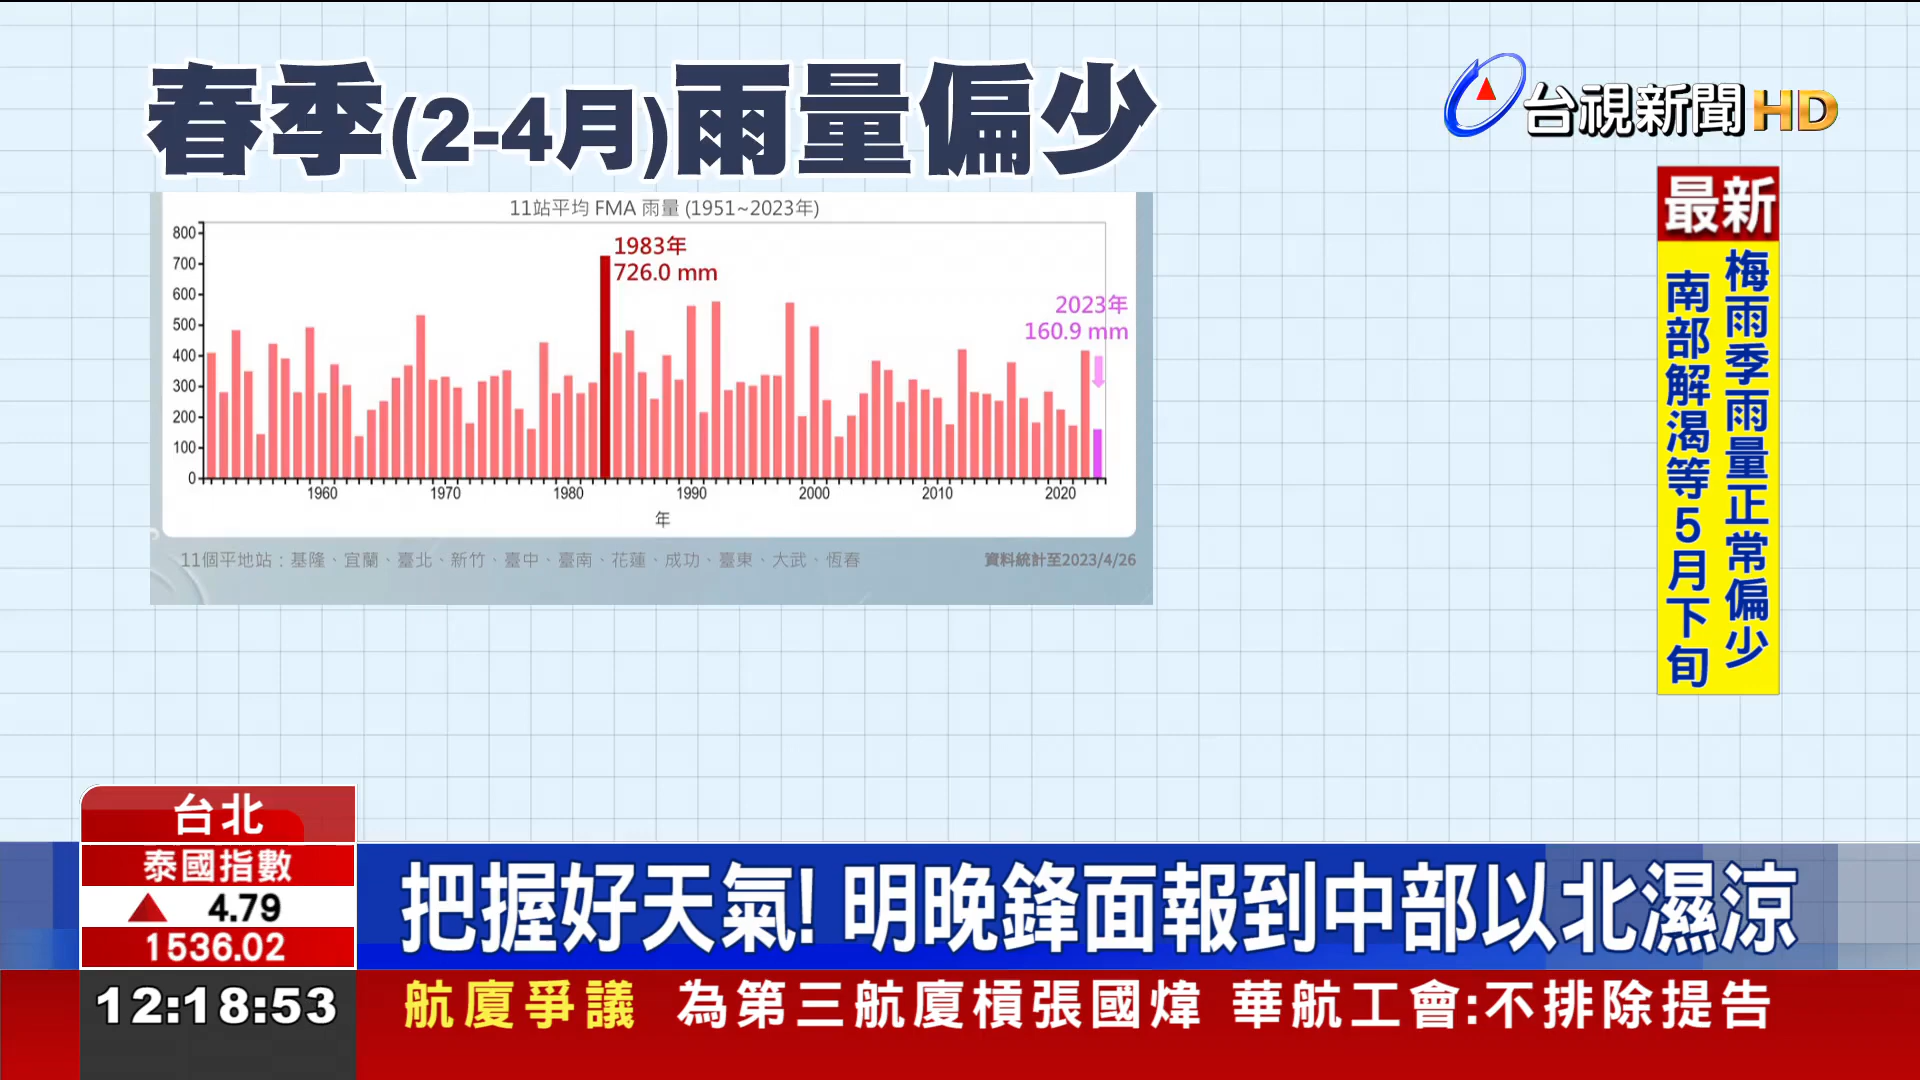 春季(2-4月)雨量偏少
台視新聞HD
最新
梅雨季雨量正常偏少
南部解渴等5月下旬
11站平均 FMA 雨量 (1951~2023年)
800
700
600
500
400
300
200
100
0
1983年
726.0 mm
2023年
160.9 mm
1960 1970 1980 1990 2000 2010 2020
年
11個平地站：基隆、宜蘭、臺北、新竹、臺中、臺南、花蓮、成功、臺東、大武、恆春
資料統計至2023/4/26
台北
泰國指數
▲ 4.79
1536.02
把握好天氣! 明晚鋒面報到中部以北濕涼
12:18:53
航廈爭議 為第三航廈槓張國煒 華航工會:不排除提告